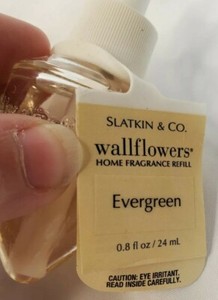 SLATKIN & CO.
wallflowers®
HOME FRAGRANCE REFILL
Evergreen
0.8 fl oz / 24 mL
CAUTION: EYE IRRITANT.
READ INSIDE CAREFULLY.